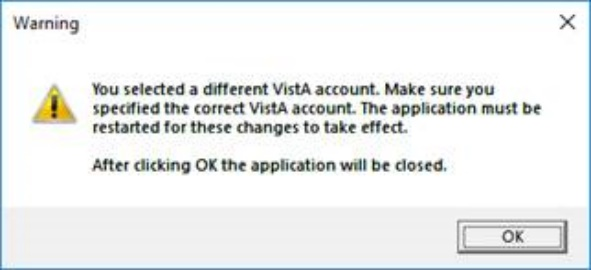 Warning
You selected a different VistA account. Make sure you
specified the correct VistA account. The application must be
restarted for these changes to take effect.
After clicking OK the application will be closed.
OK